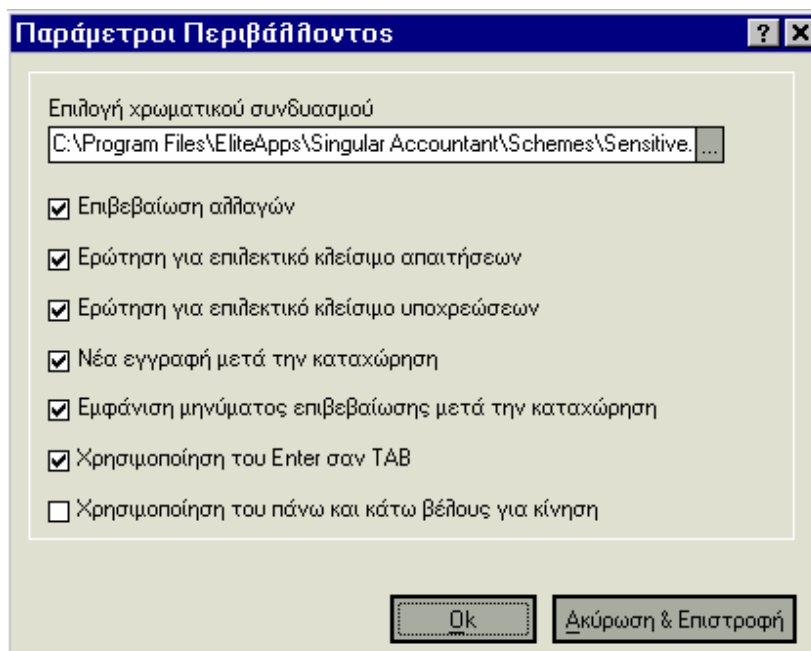 Παράμετροι Περιβάλλοντος
Επιλογή χρωματικού συνδυασμού
C:\Program Files\EliteApps\Singular Accountant\Schemes\Sensitive. ...
Επιβεβαίωση αλλαγών
Ερώτηση για επιλεκτικό κλείσιμο απαιτήσεων
Ερώτηση για επιλεκτικό κλείσιμο υποχρεώσεων
Νέα εγγραφή μετά την καταχώρηση
Εμφάνιση μηνύματος επιβεβαίωσης μετά την καταχώρηση
Χρησιμοποίηση του Enter σαν TAB
Χρησιμοποίηση του πάνω και κάτω βέλους για κίνηση
Ok Ακύρωση & Επιστροφή